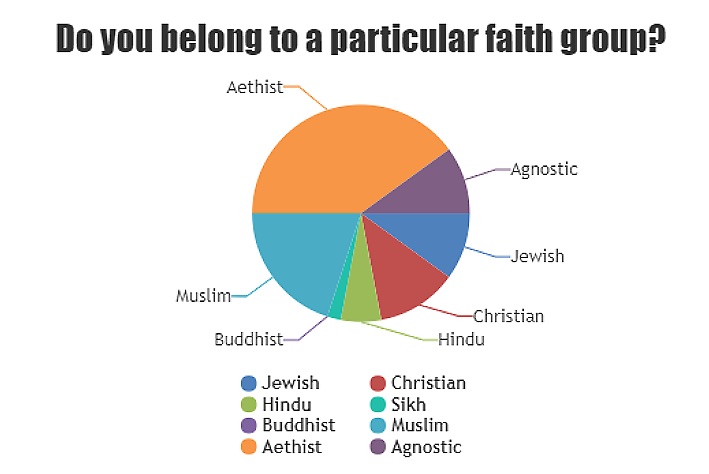 Do you belong to a particular faith group?
Aethist
Agnostic
Jewish
Muslim
Christian
Buddhist
Hindu
Jewish Christian
Hindu Sikh
Buddhist Muslim
Aethist Agnostic